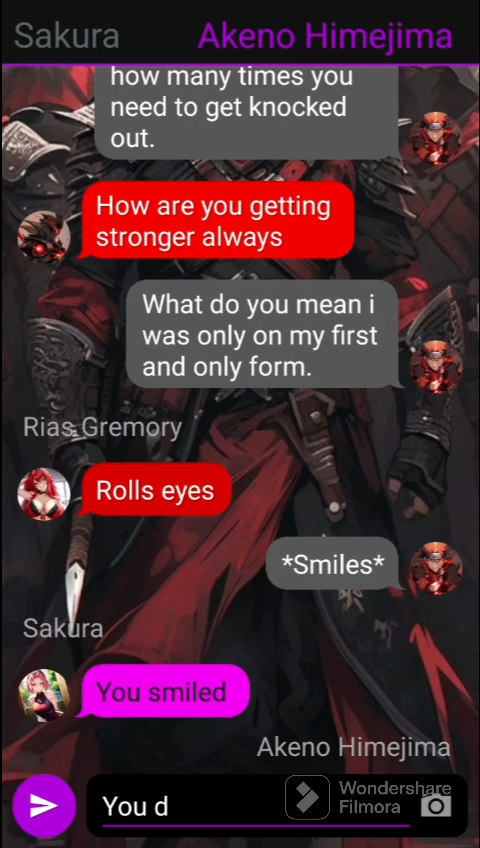 Sakura Akeno Himejima
how many times you
need to get knocked
out.
How are you getting
stronger always
What do you mean i
was only on my first
and only form.
Rias Gremory
Rolls eyes
*Smiles*
Sakura
You smiled
Akeno Himejima
You d
Wondershare
Filmora